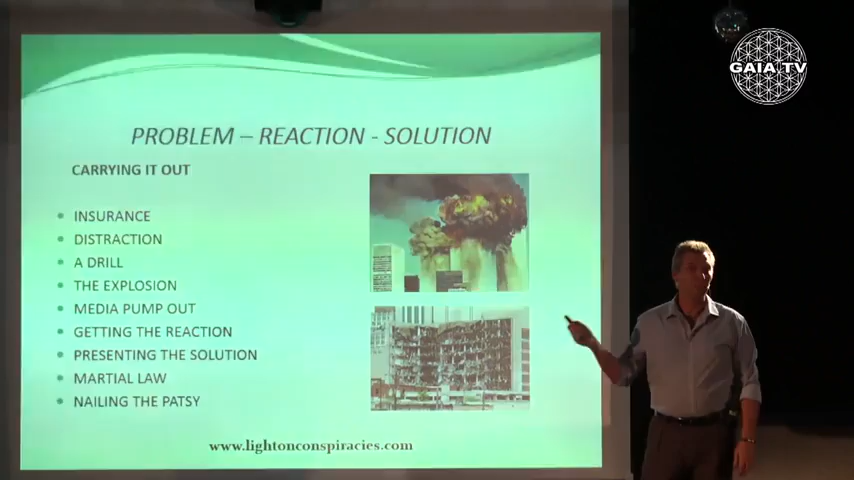 GAIA TV
PROBLEM – REACTION - SOLUTION
CARRYING IT OUT
INSURANCE
DISTRACTION
A DRILL
THE EXPLOSION
MEDIA PUMP OUT
GETTING THE REACTION
PRESENTING THE SOLUTION
MARTIAL LAW
NAILING THE PATSY
www.lightonconspiracies.com